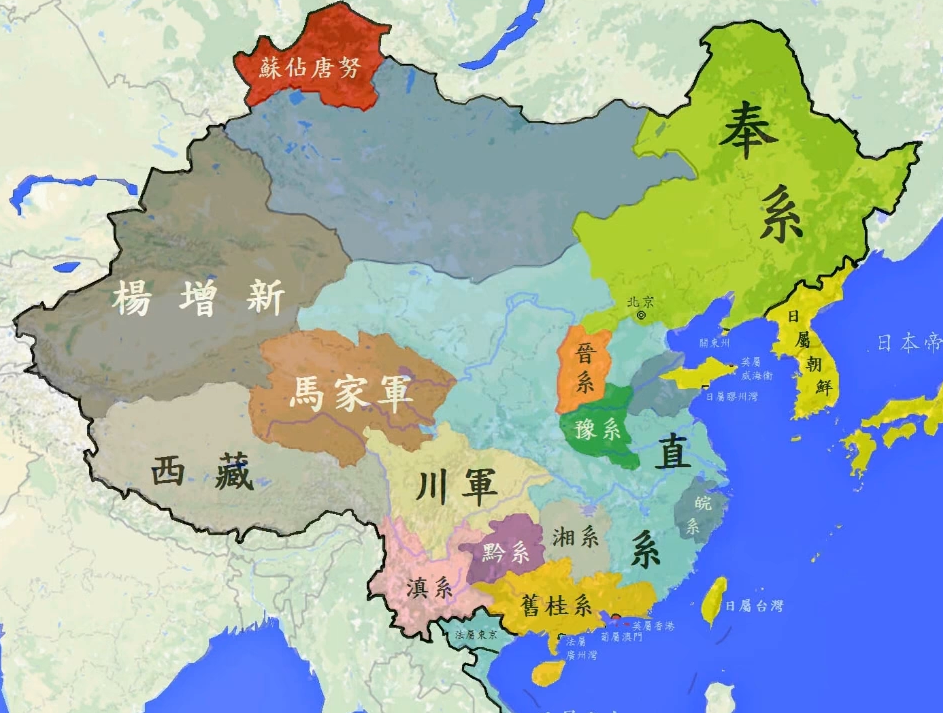 蘇佔唐努
奉
系
楊增新
北京
關東州
日本帝
日
屬
朝
鮮
晉
系
英屬
威海衛
日屬膠州灣
馬家軍
豫系
直
系
西藏
川軍
皖
系
湘系
黔系
滇系
舊桂系
日屬台灣
英屬香港
葡屬澳門
法屬
廣州灣
法屬東京